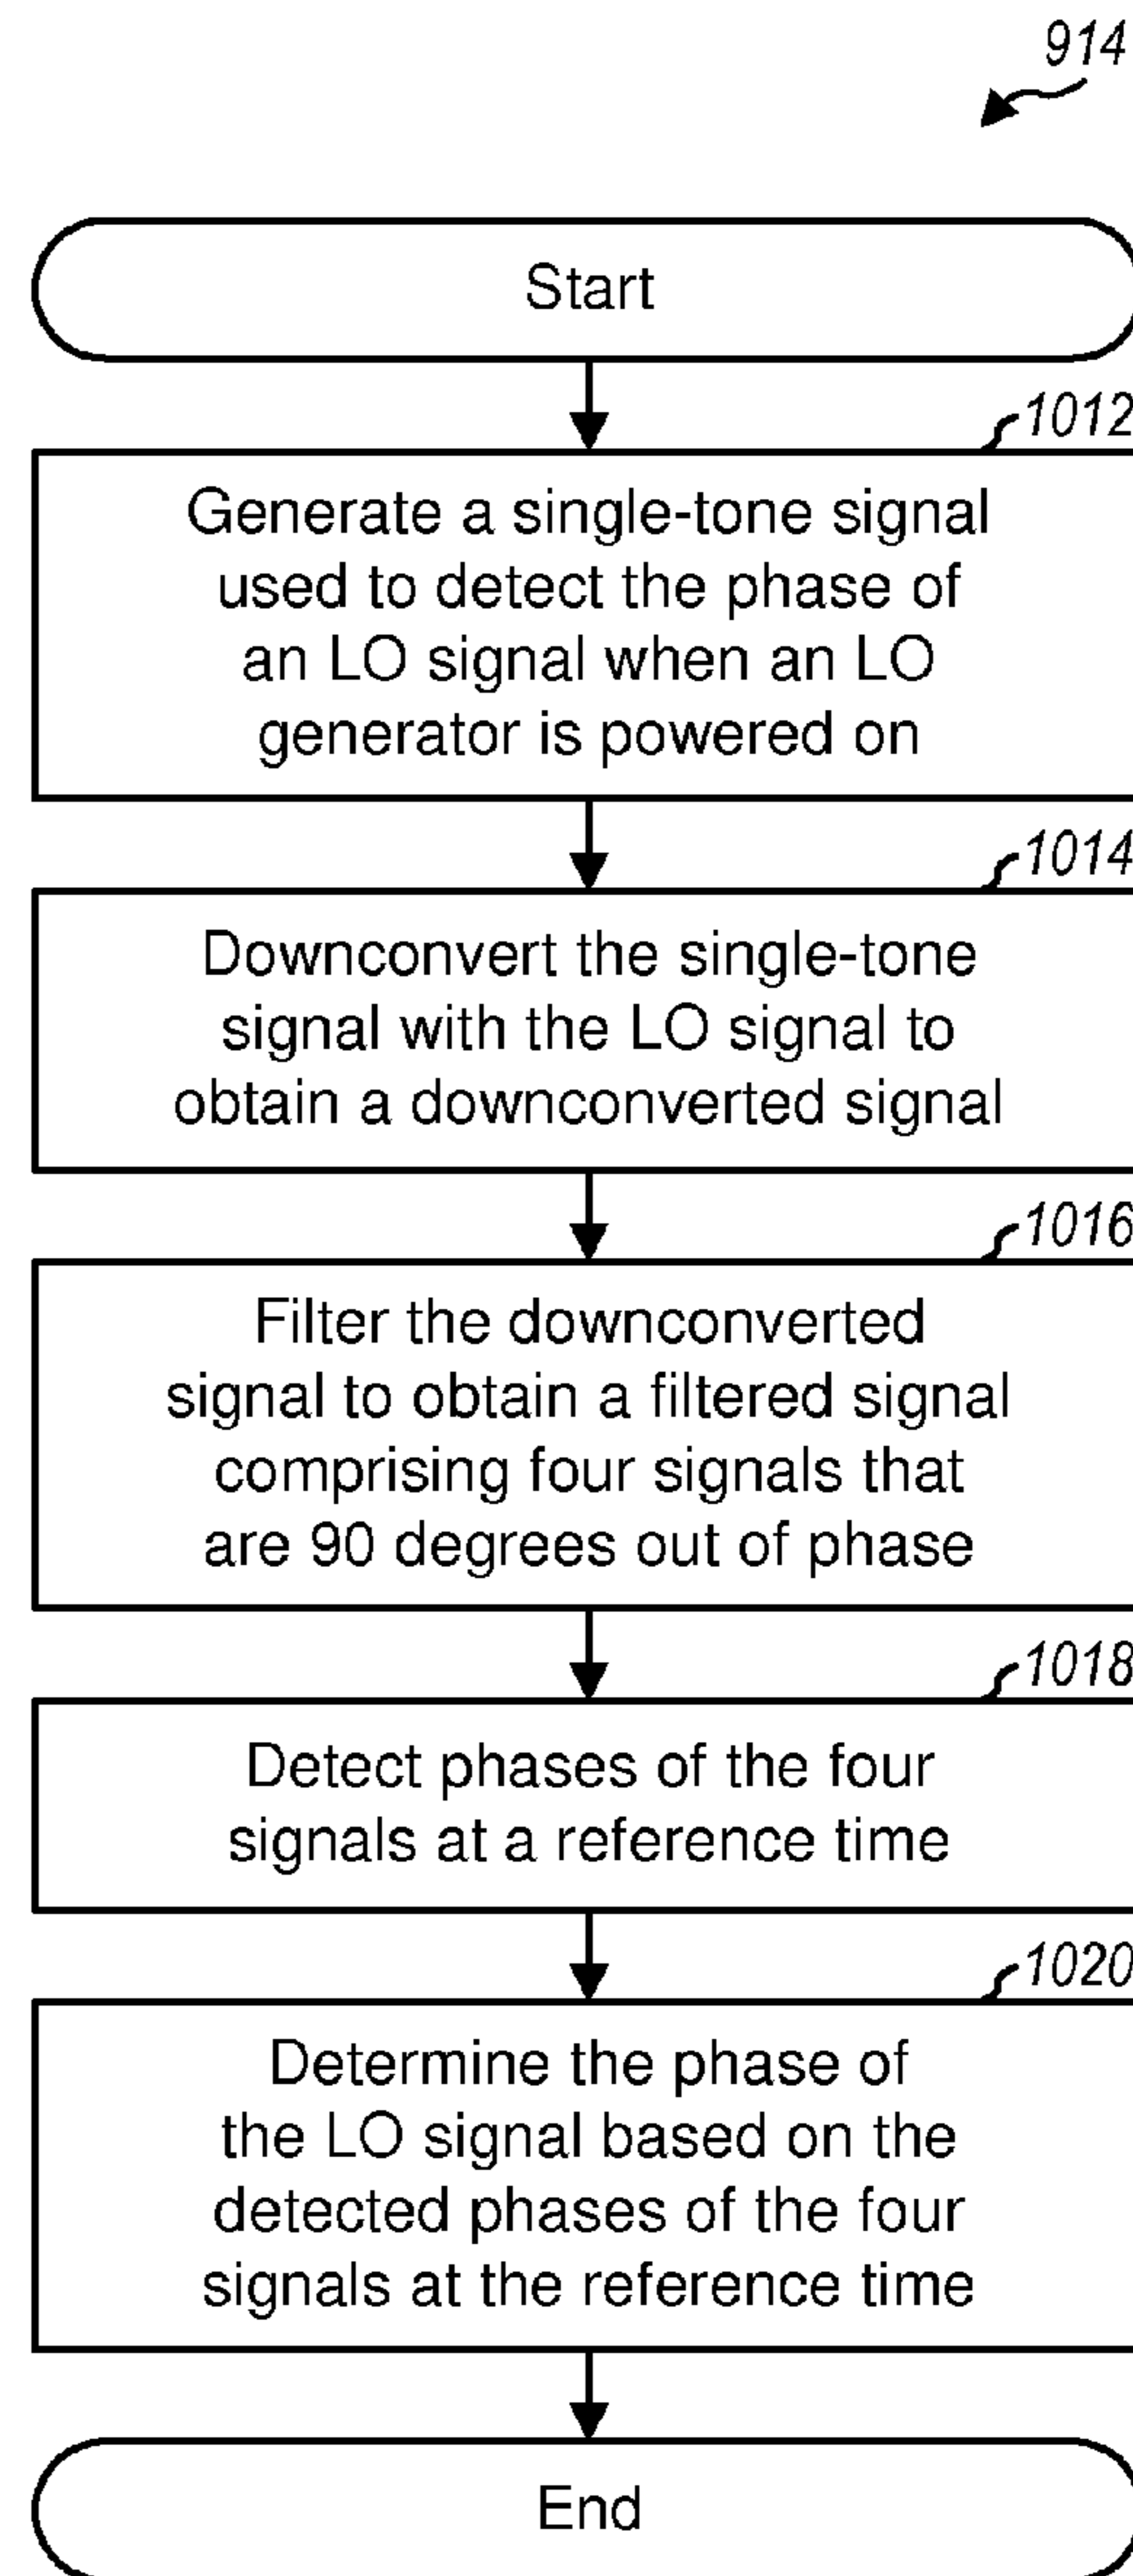 914
Start
1012
Generate a single-tone signal
used to detect the phase of
an LO signal when an LO
generator is powered on
1014
Downconvert the single-tone
signal with the LO signal to
obtain a downconverted signal
1016
Filter the downconverted
signal to obtain a filtered signal
comprising four signals that
are 90 degrees out of phase
1018
Detect phases of the four
signals at a reference time
1020
Determine the phase of
the LO signal based on the
detected phases of the four
signals at the reference time
End